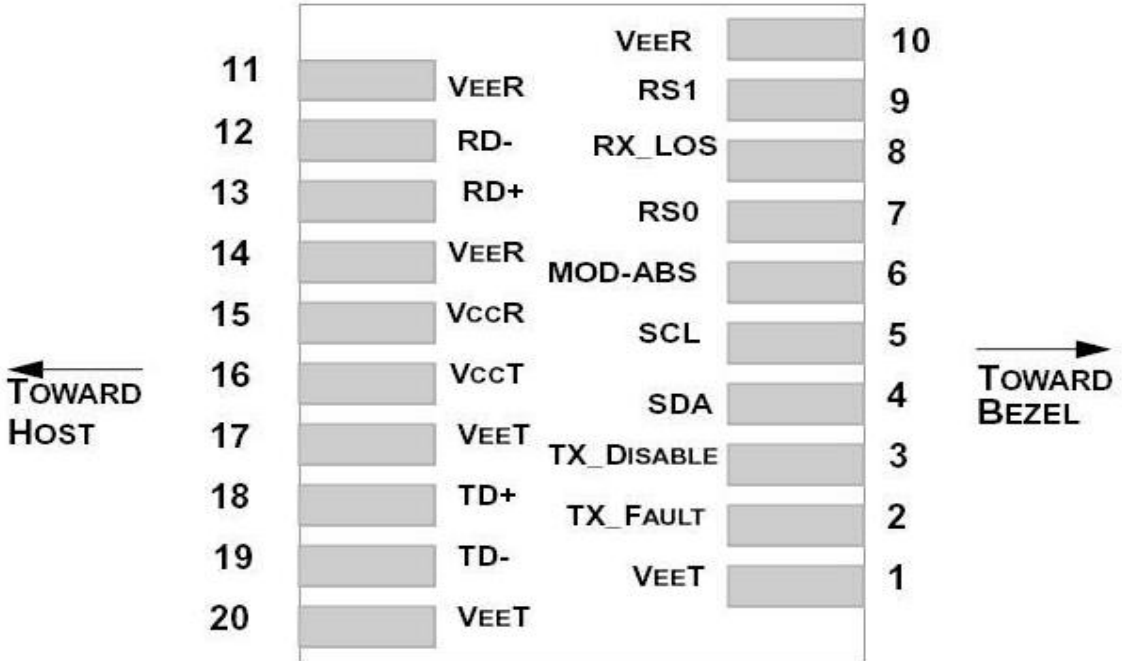 VEER 10
11 VEER
RS1 9
12 RD-
RX_LOS 8
13 RD+
RS0 7
14 VEER
MOD-ABS 6
15 VCCR
SCL 5
16 VCCT
TOWARD
HOST
TOWARD
BEZEL
SDA 4
17 VEET
TX_DISABLE 3
18 TD+
TX_FAULT 2
19 TD-
VEET 1
20 VEET